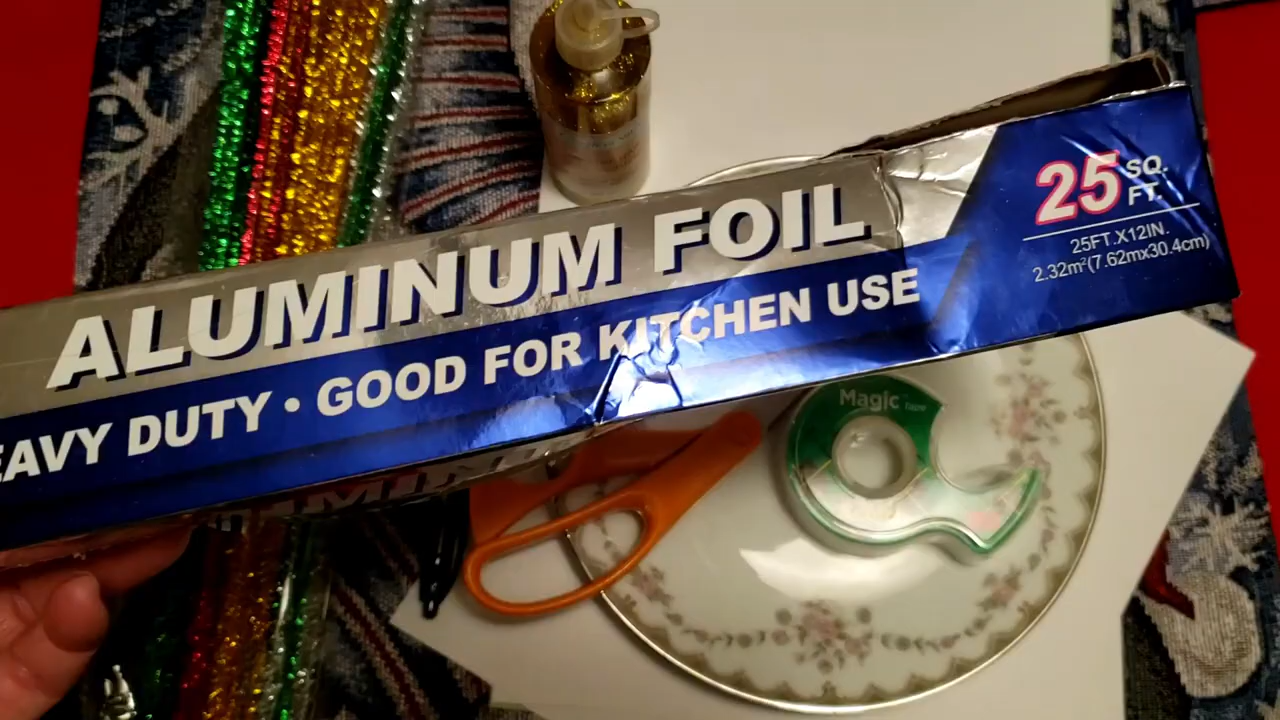 ALUMINUM FOIL
EAVY DUTY • GOOD FOR KITCHEN USE
25 SQ. FT.
25FT.X12IN.
2.32m²(7.62mx30.4cm)
Magic TAPE